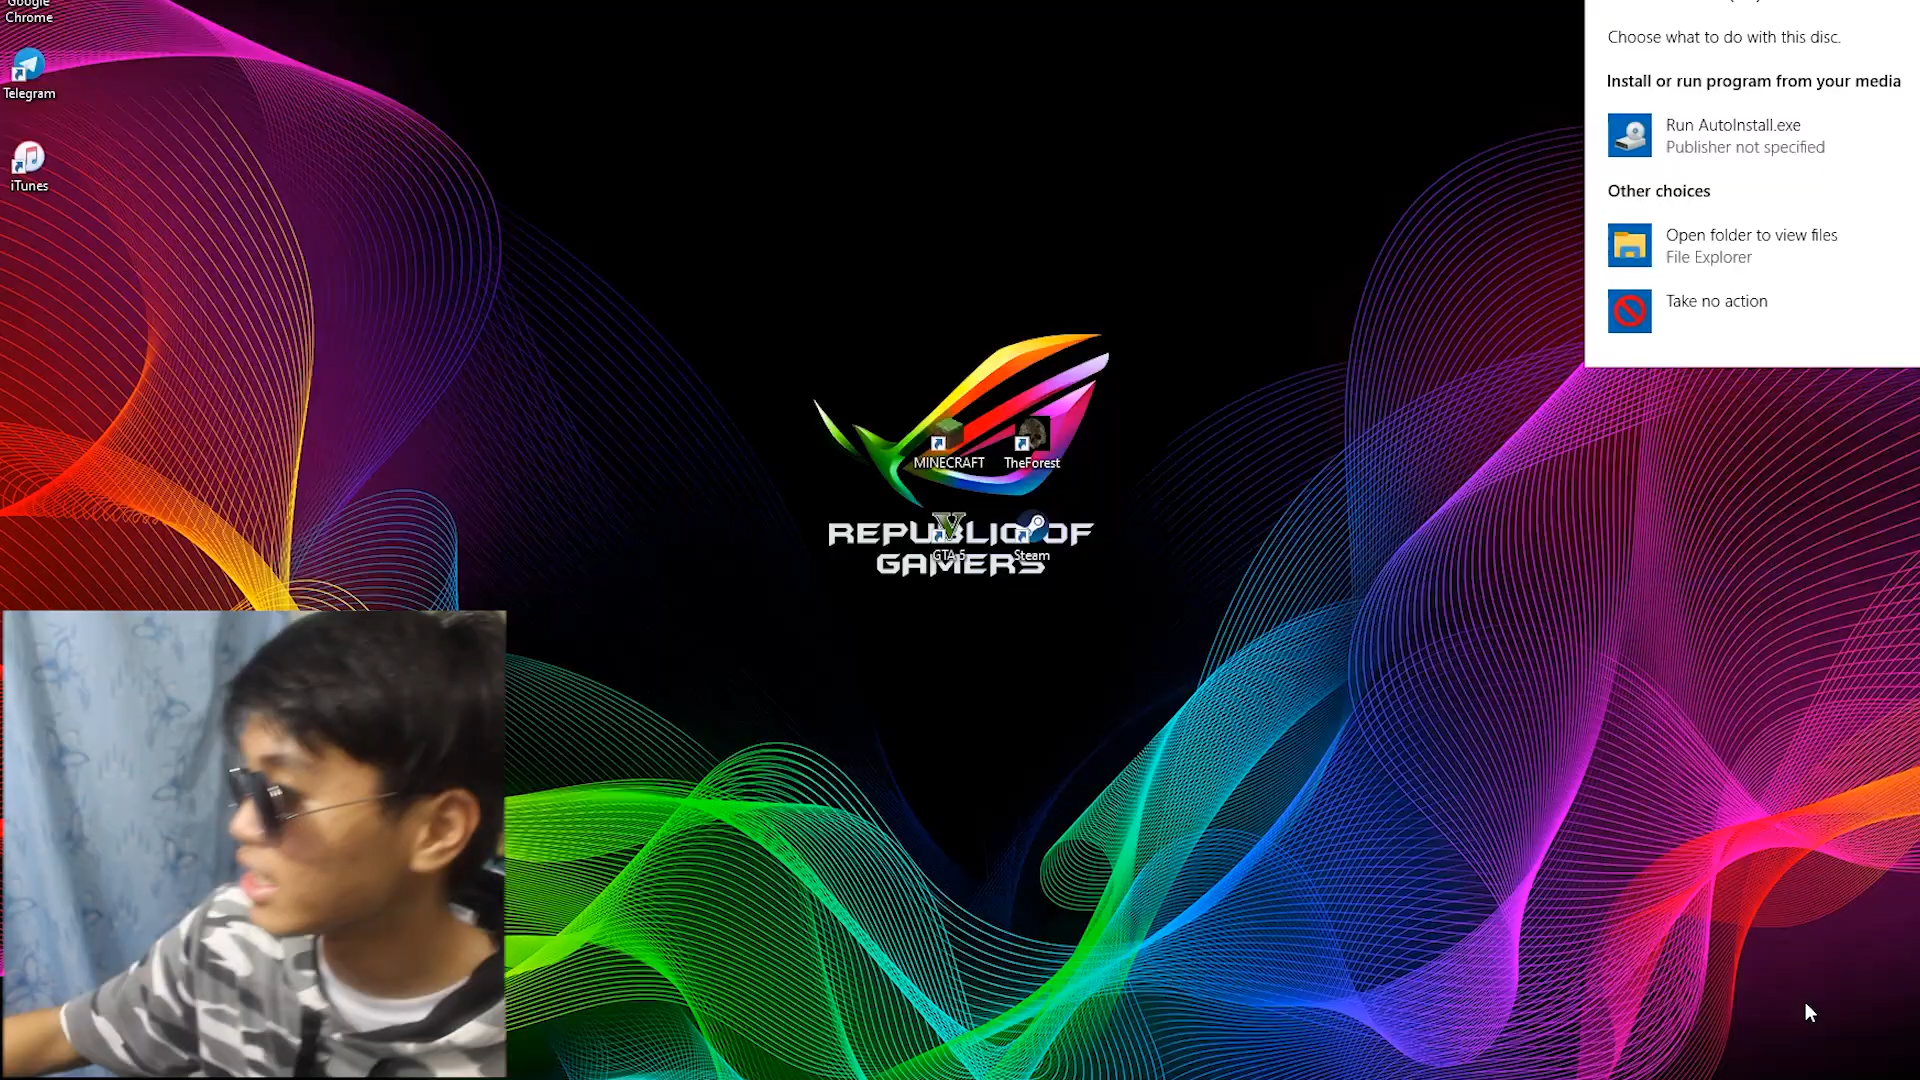 Google
Chrome
Telegram
iTunes
Choose what to do with this disc.
Install or run program from your media
Run AutoInstall.exe
Publisher not specified
Other choices
Open folder to view files
File Explorer
Take no action
MINECRAFT
TheForest
REPUBLIC OF
GTA 5
Steam
GAMERS